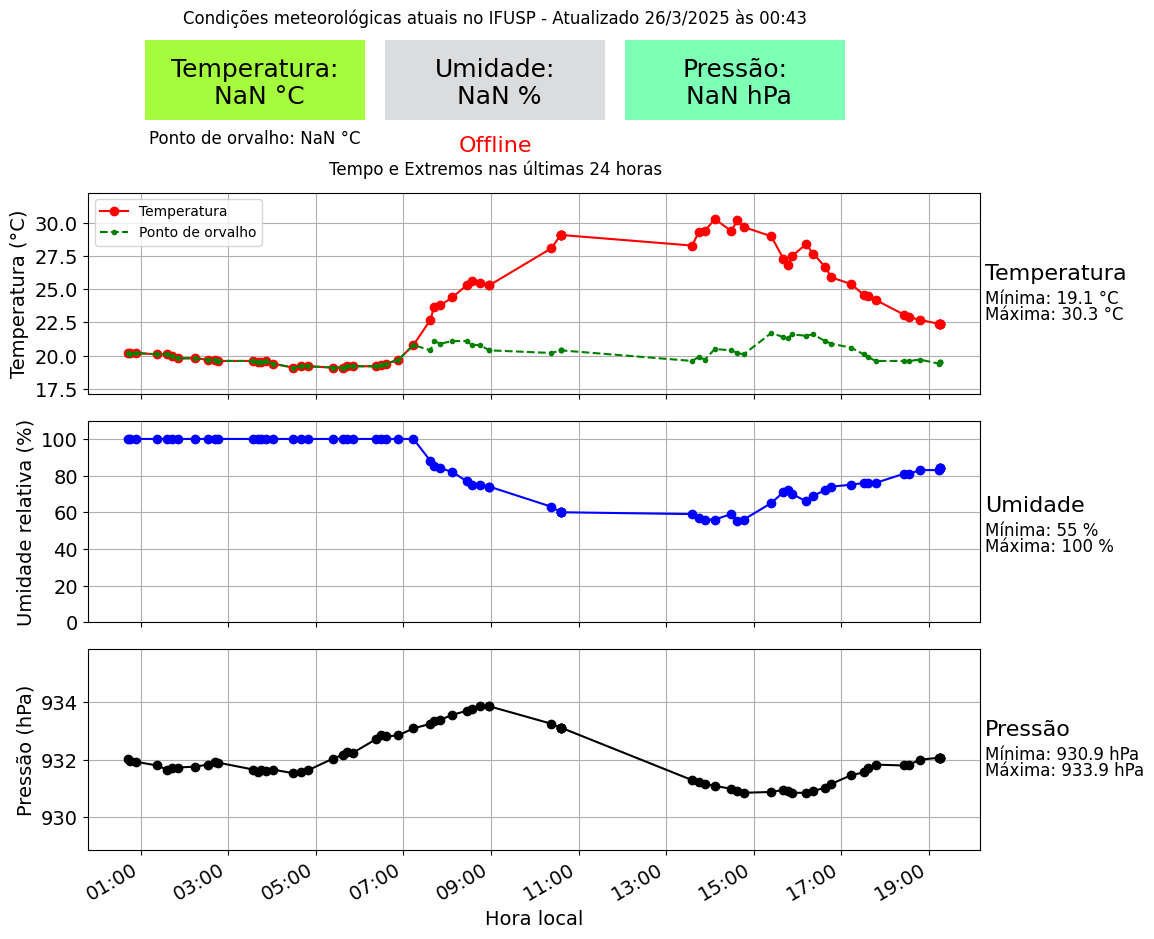 Condições meteorológicas atuais no IFUSP - Atualizado 26/3/2025 às 00:43
Temperatura:
NaN °C
Umidade:
NaN %
Pressão:
NaN hPa
Ponto de orvalho: NaN °C
Offline
Tempo e Extremos nas últimas 24 horas
Temperatura (°C)
30.0
27.5
25.0
22.5
20.0
17.5
Temperatura
Ponto de orvalho
Temperatura
Mínima: 19.1 °C
Máxima: 30.3 °C
Umidade relativa (%)
100
80
60
40
20
0
Umidade
Mínima: 55 %
Máxima: 100 %
Pressão (hPa)
934
932
930
Pressão
Mínima: 930.9 hPa
Máxima: 933.9 hPa
01:00
03:00
05:00
07:00
09:00
11:00
13:00
15:00
17:00
19:00
Hora local